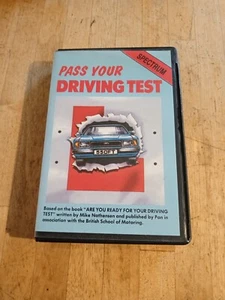 SPECTRUM
PASS YOUR
DRIVING TEST
SSDFT
Based on the book "ARE YOU READY FOR YOUR DRIVING
TEST" written by Mike Nathenson and published by Pan in
association with the British School of Motoring.